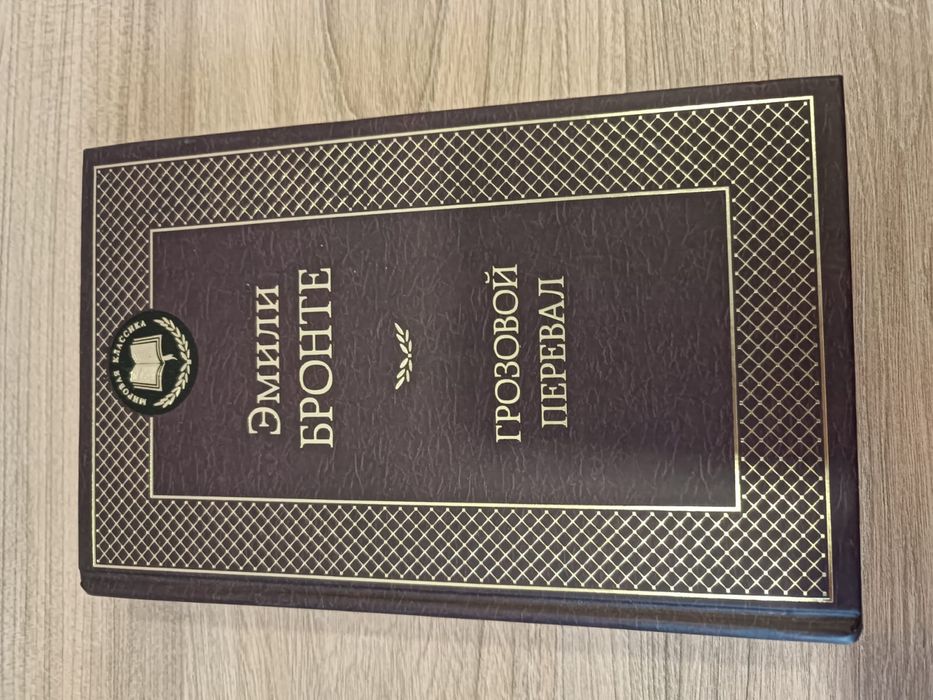 МИРОВАЯ КЛАССИКА
Эмили
БРОНТЕ
ГРОЗОВОЙ
ПЕРЕВАЛ